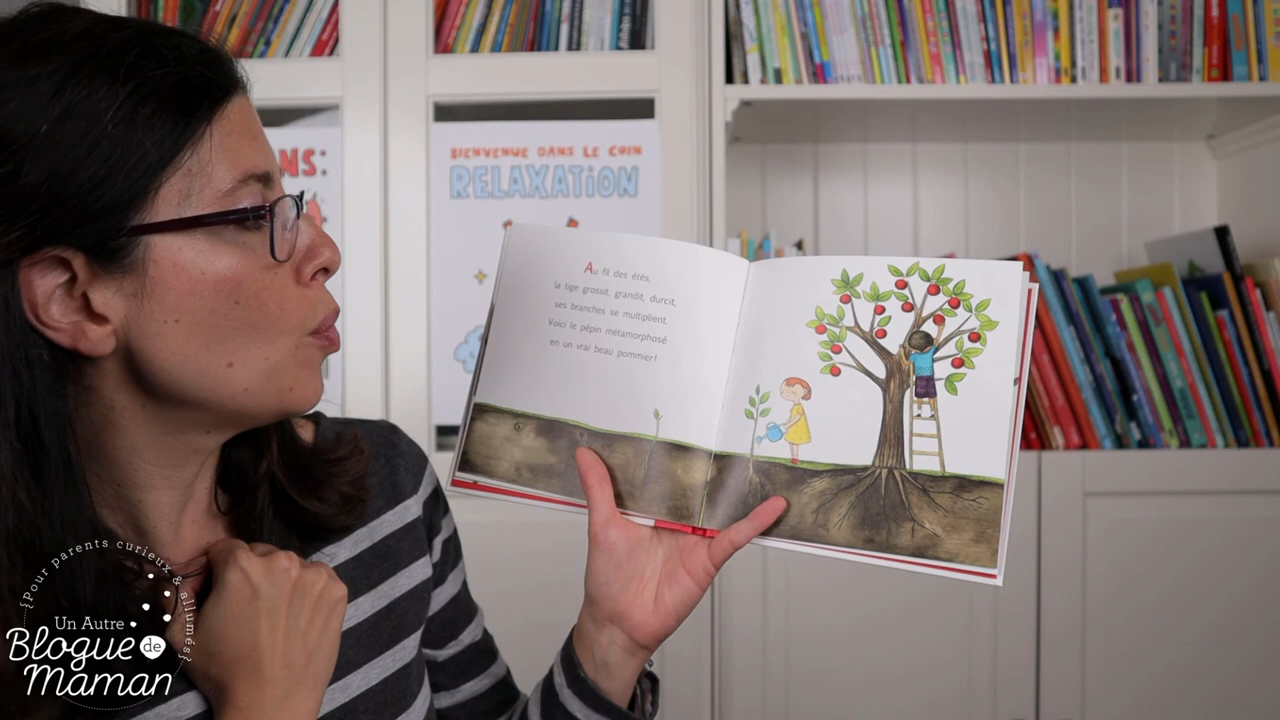 NS:
BIENVENUE DANS LE COIN
RELAXATiON
Au fil des étés,
la tige grossit, grandit, durcit,
ses branches se multiplient.
Voici le pépin métamorphosé
en un vrai beau pommier!
{Pour parents curieux & allumés}
Un Autre
Blogue de
Maman